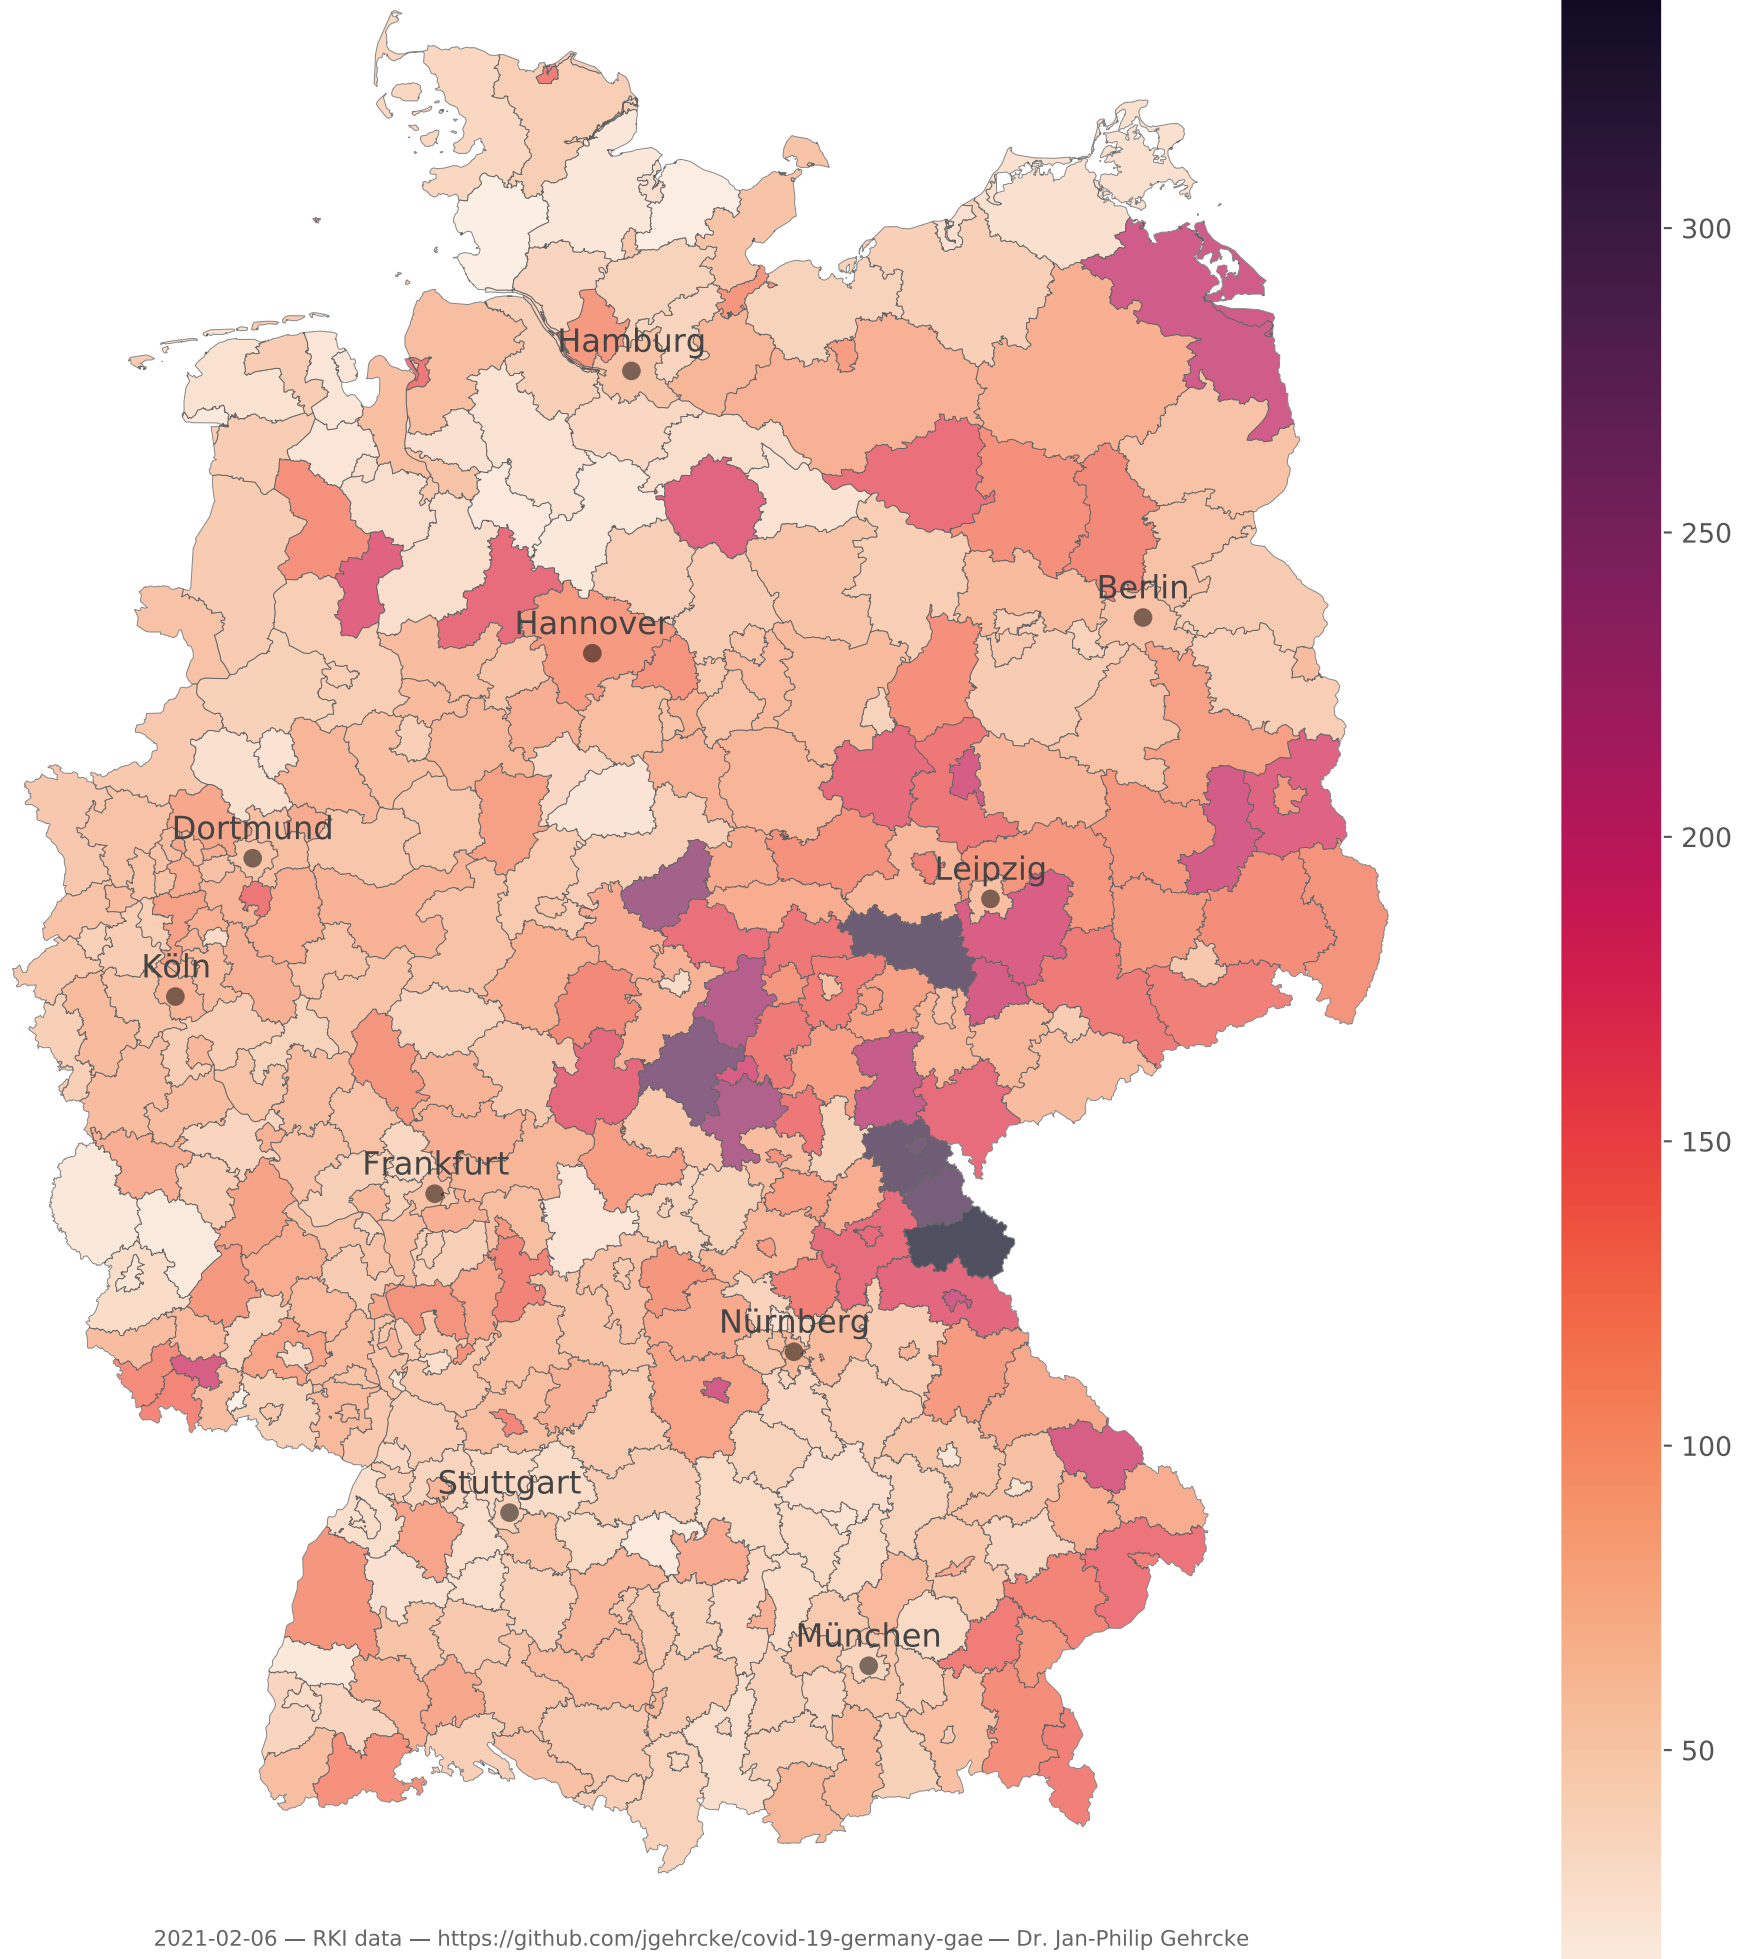 300
Hamburg
250
Berlin
Hannover
200
Dortmund
Leipzig
Köln
150
Frankfurt
Nürnberg
100
Stuttgart
München
50
2021-02-06 — RKI data — https://github.com/jgehrcke/covid-19-germany-gae — Dr. Jan-Philip Gehrcke